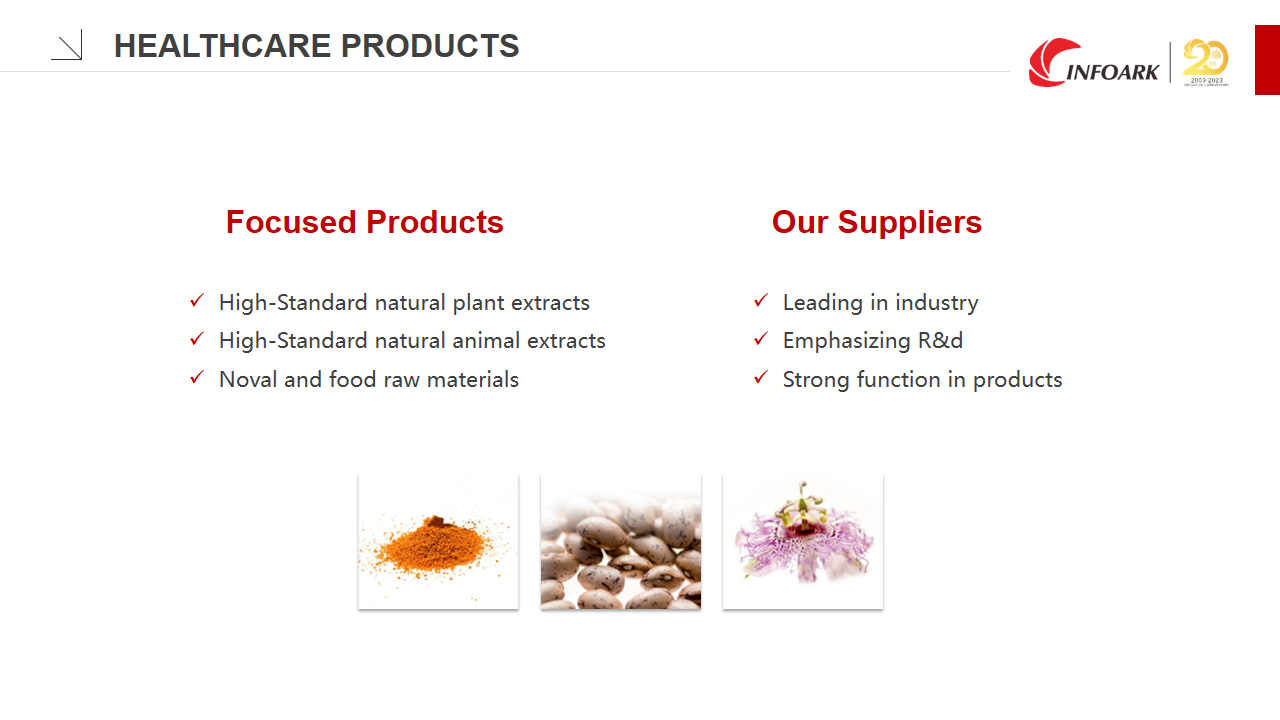 HEALTHCARE PRODUCTS
INFOARK
20
th
2003-2023
Focused Products
High-Standard natural plant extracts
High-Standard natural animal extracts
Noval and food raw materials
Our Suppliers
Leading in industry
Emphasizing R&d
Strong function in products